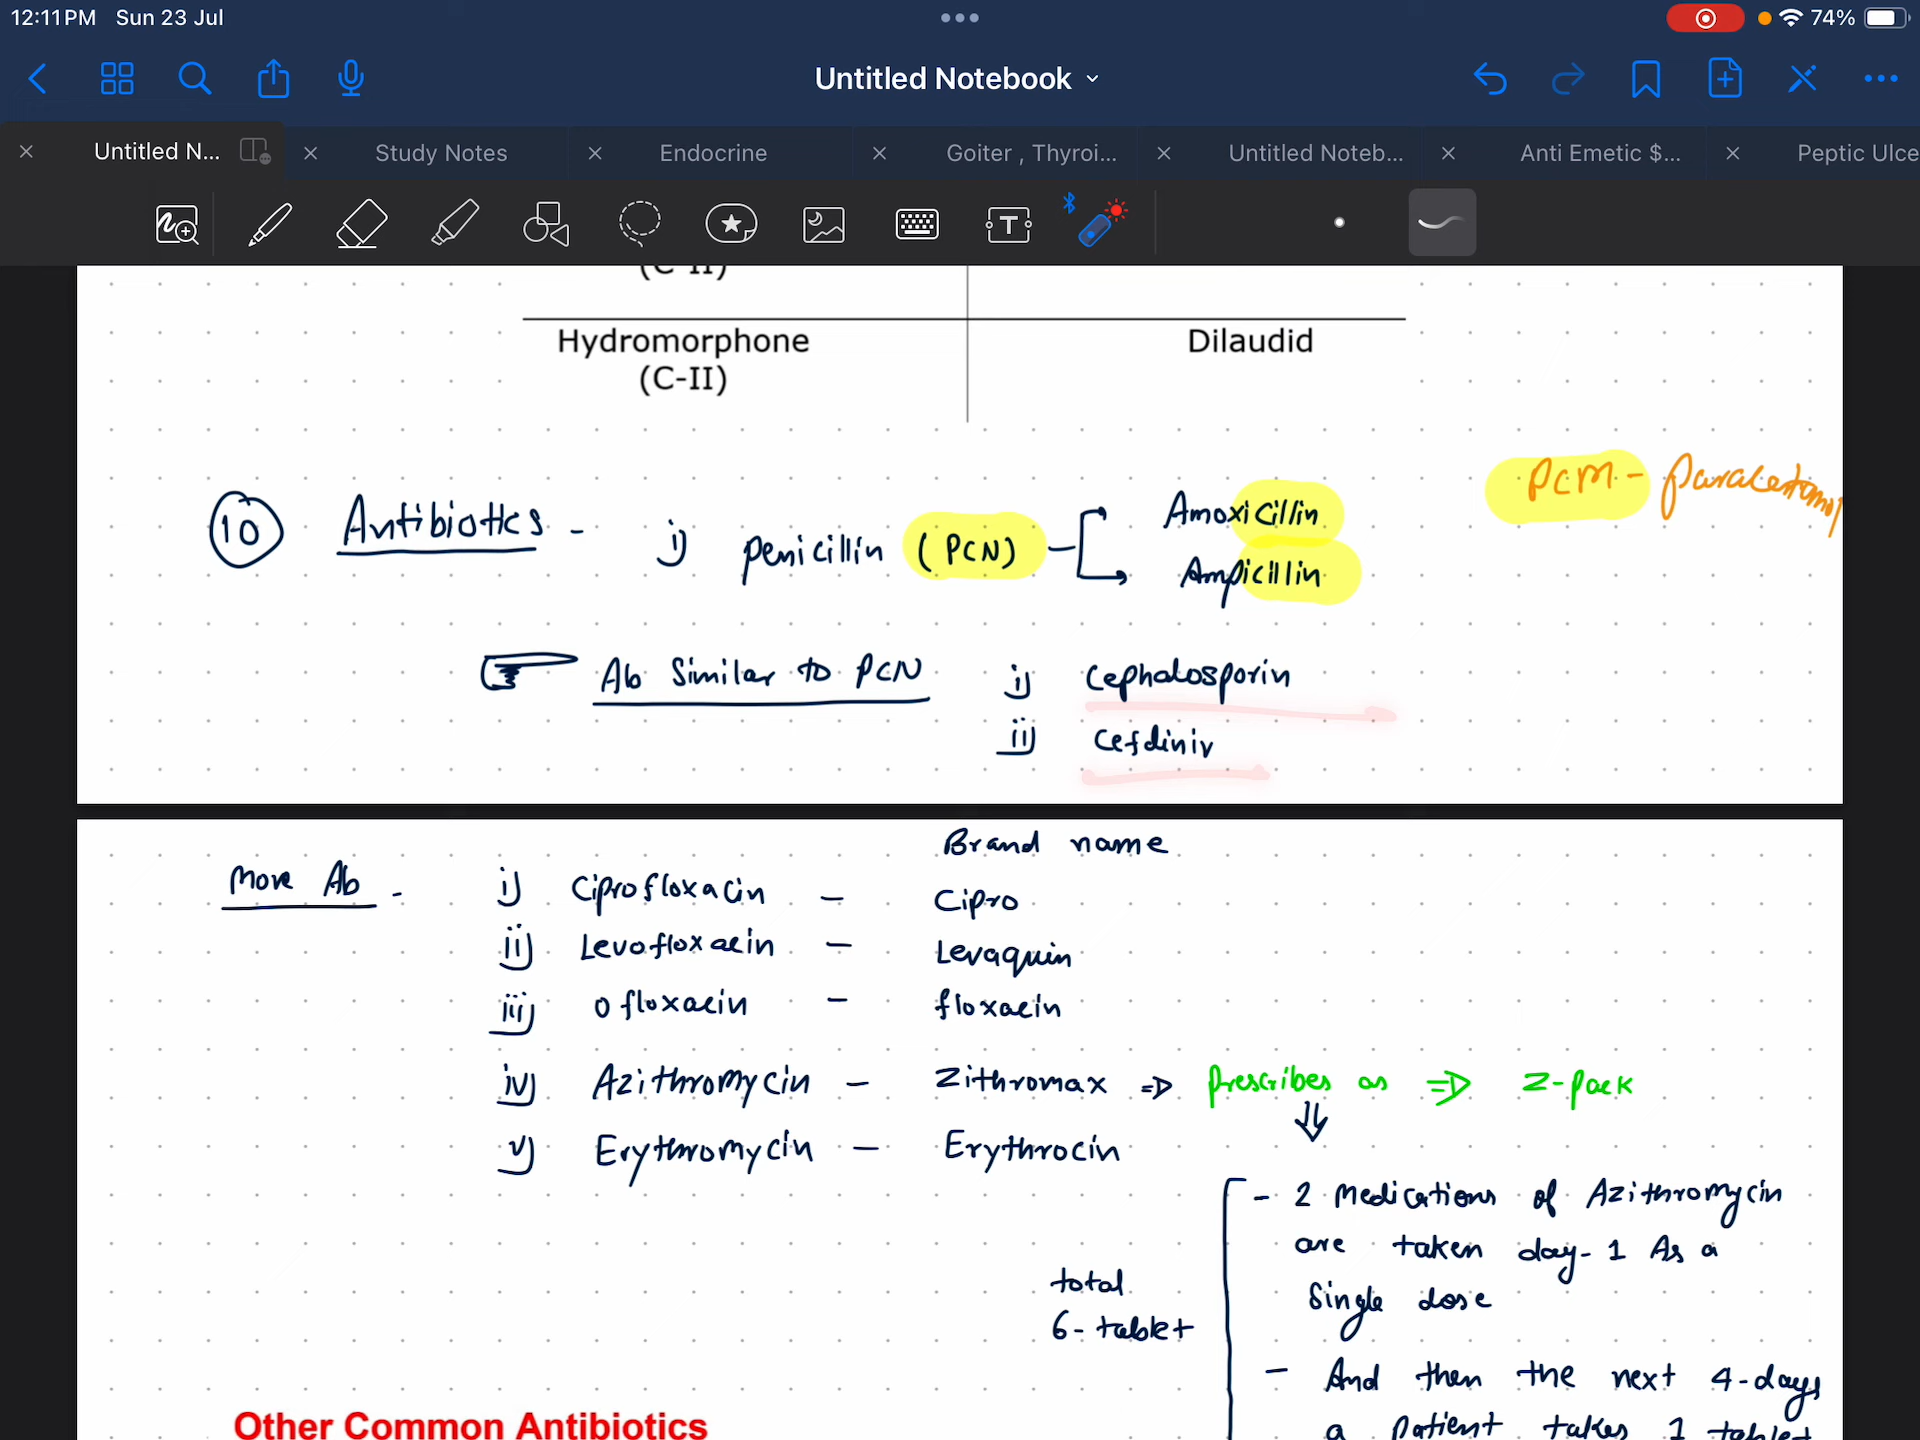 12:11 PM Sun 23 Jul
74%
Untitled Notebook
Untitled N...
Study Notes
Endocrine
Goiter , Thyroi...
Untitled Noteb...
Anti Emetic $...
Peptic Ulce
(C-II)
Hydromorphone Dilaudid
(C-II)
PCM - Paracetamol
10 Antibiotics - i) penicillin (PCN) - Amoxicillin
Ampicillin
Ab Similar to PCN i) Cephalosporin
ii) Cefdinir
Brand name
More Ab - i) Ciprofloxacin - Cipro
ii) Levofloxacin - Levaquin
iii) ofloxacin - floxacin
iv) Azithromycin - Zithromax => Prescribes as => Z-pack
v) Erythromycin - Erythrocin
- 2 Medications of Azithromycin
are taken day-1 As a
Single dose
total
6-tablet
- And then the next 4-days
a patient takes 1 tablet
Other Common Antibiotics